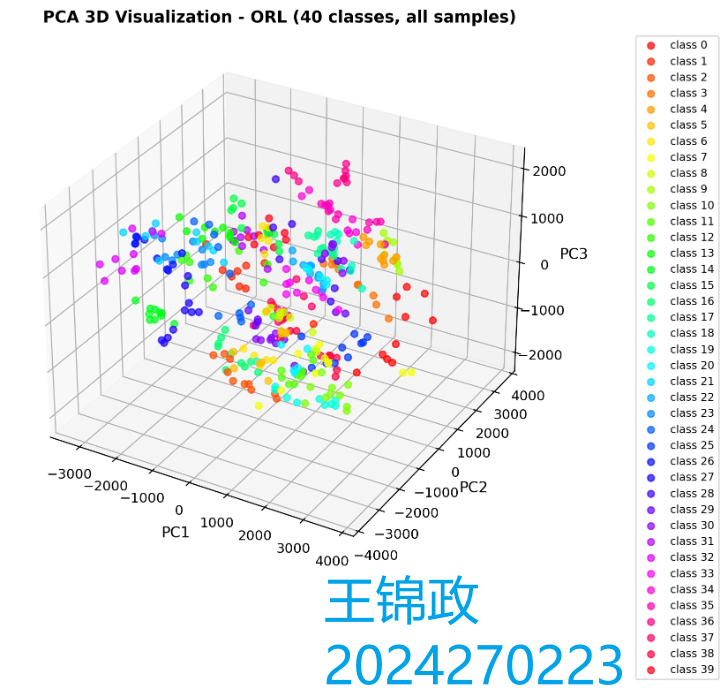 PCA 3D Visualization - ORL (40 classes, all samples)
class 0
class 1
class 2
class 3
class 4
class 5
class 6
class 7
class 8
class 9
class 10
class 11
class 12
class 13
class 14
class 15
class 16
class 17
class 18
class 19
class 20
class 21
class 22
class 23
class 24
class 25
class 26
class 27
class 28
class 29
class 30
class 31
class 32
class 33
class 34
class 35
class 36
class 37
class 38
class 39
2000
1000
0
−1000
−2000
PC3
4000
3000
2000
1000
0
−1000
−2000
−3000
−4000
PC2
−3000
−2000
−1000
0
1000
2000
3000
4000
PC1
王锦政
2024270223